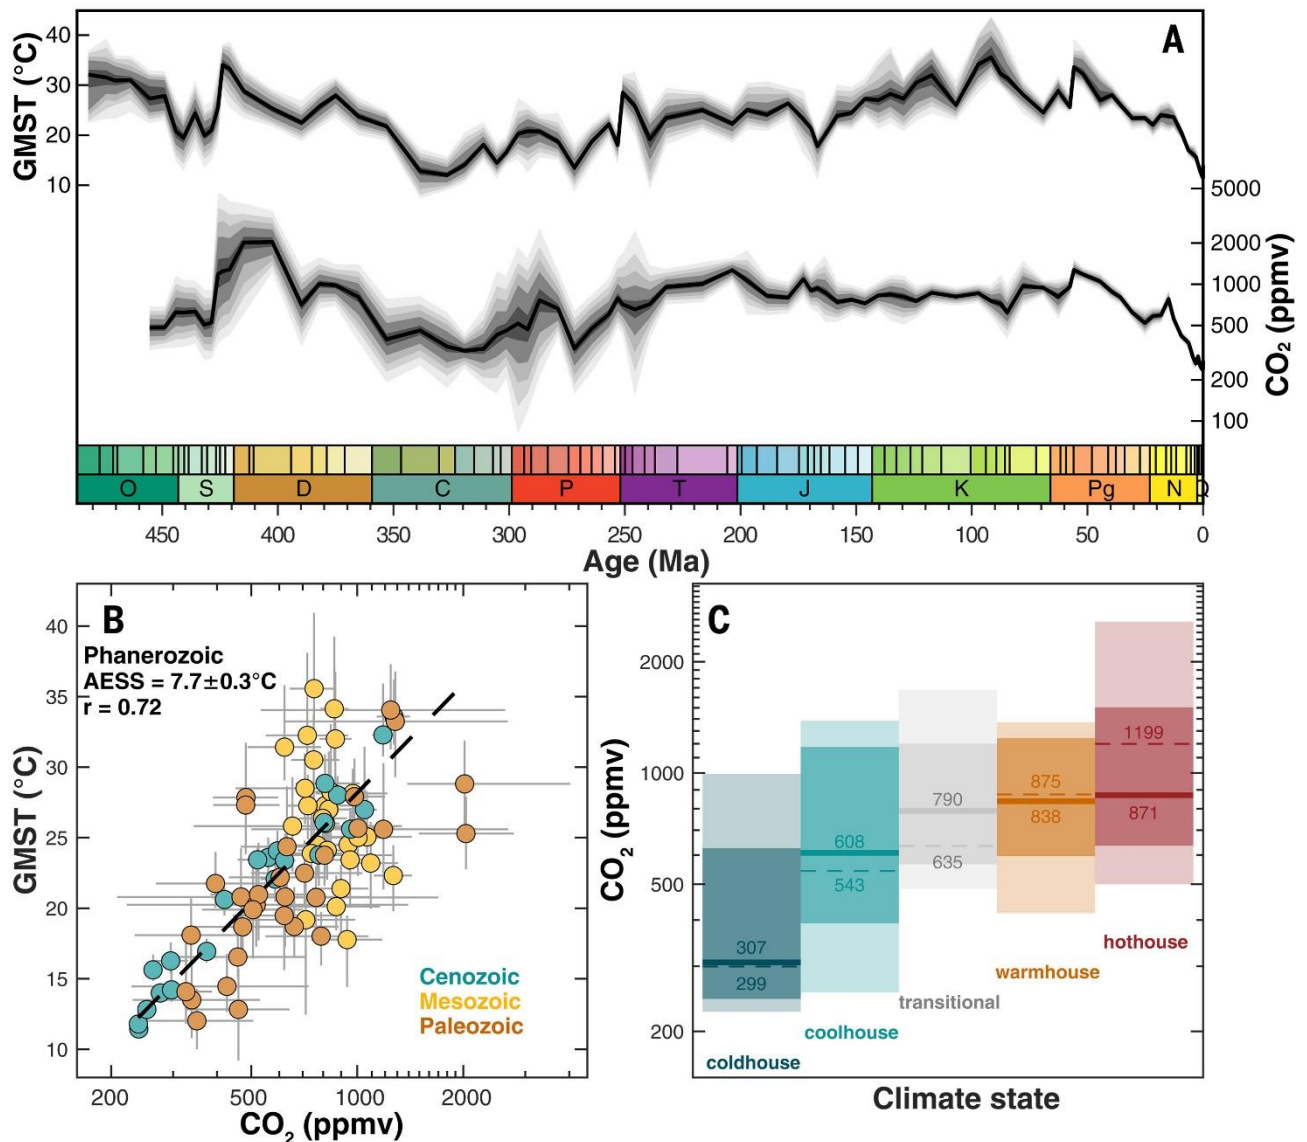 A
GMST (°C)
40
30
20
10
5000
2000
1000
500
200
100
CO2 (ppmv)
O S D C P T J K Pg N Q
450 400 350 300 250 200 150 100 50 0
Age (Ma)
B
Phanerozoic
AESS = 7.7±0.3°C
r = 0.72
GMST (°C)
40
35
30
25
20
15
10
Cenozoic
Mesozoic
Paleozoic
200 500 1000 2000
CO2 (ppmv)
C
CO2 (ppmv)
2000
1000
500
200
307
299
coldhouse
608
543
coolhouse
790
635
transitional
875
838
warmhouse
1199
871
hothouse
Climate state